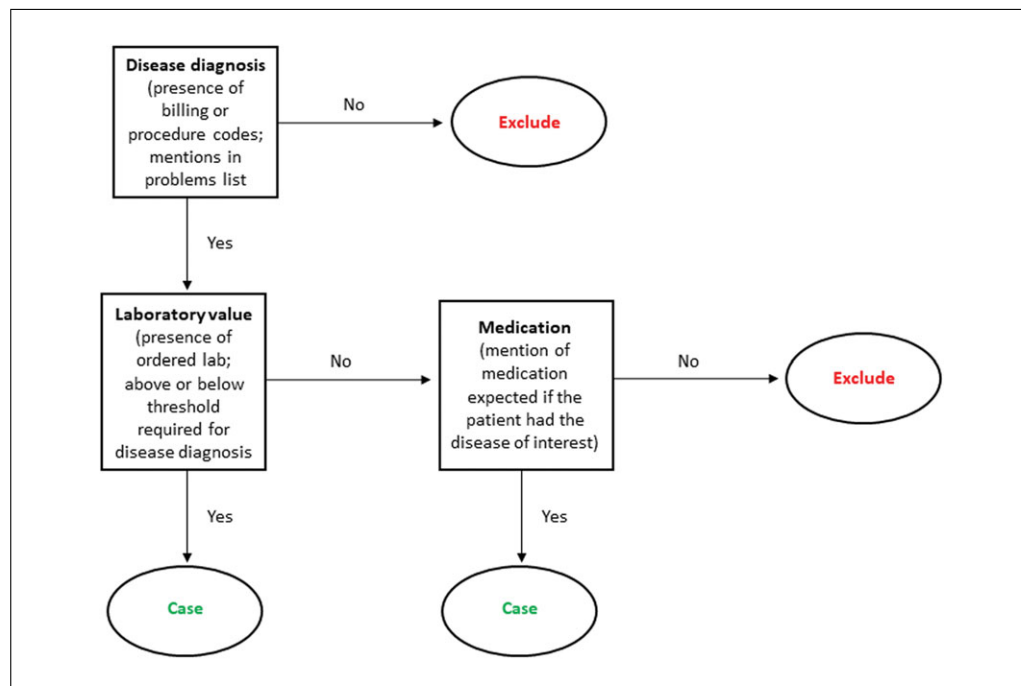 Disease diagnosis
(presence of
billing or
procedure codes;
mentions in
problems list
No
Exclude
Yes
Laboratory value
(presence of
ordered lab;
above or below
threshold
required for
disease diagnosis
No
Medication
(mention of
medication
expected if the
patient had the
disease of interest)
No
Exclude
Yes
Yes
Case
Case